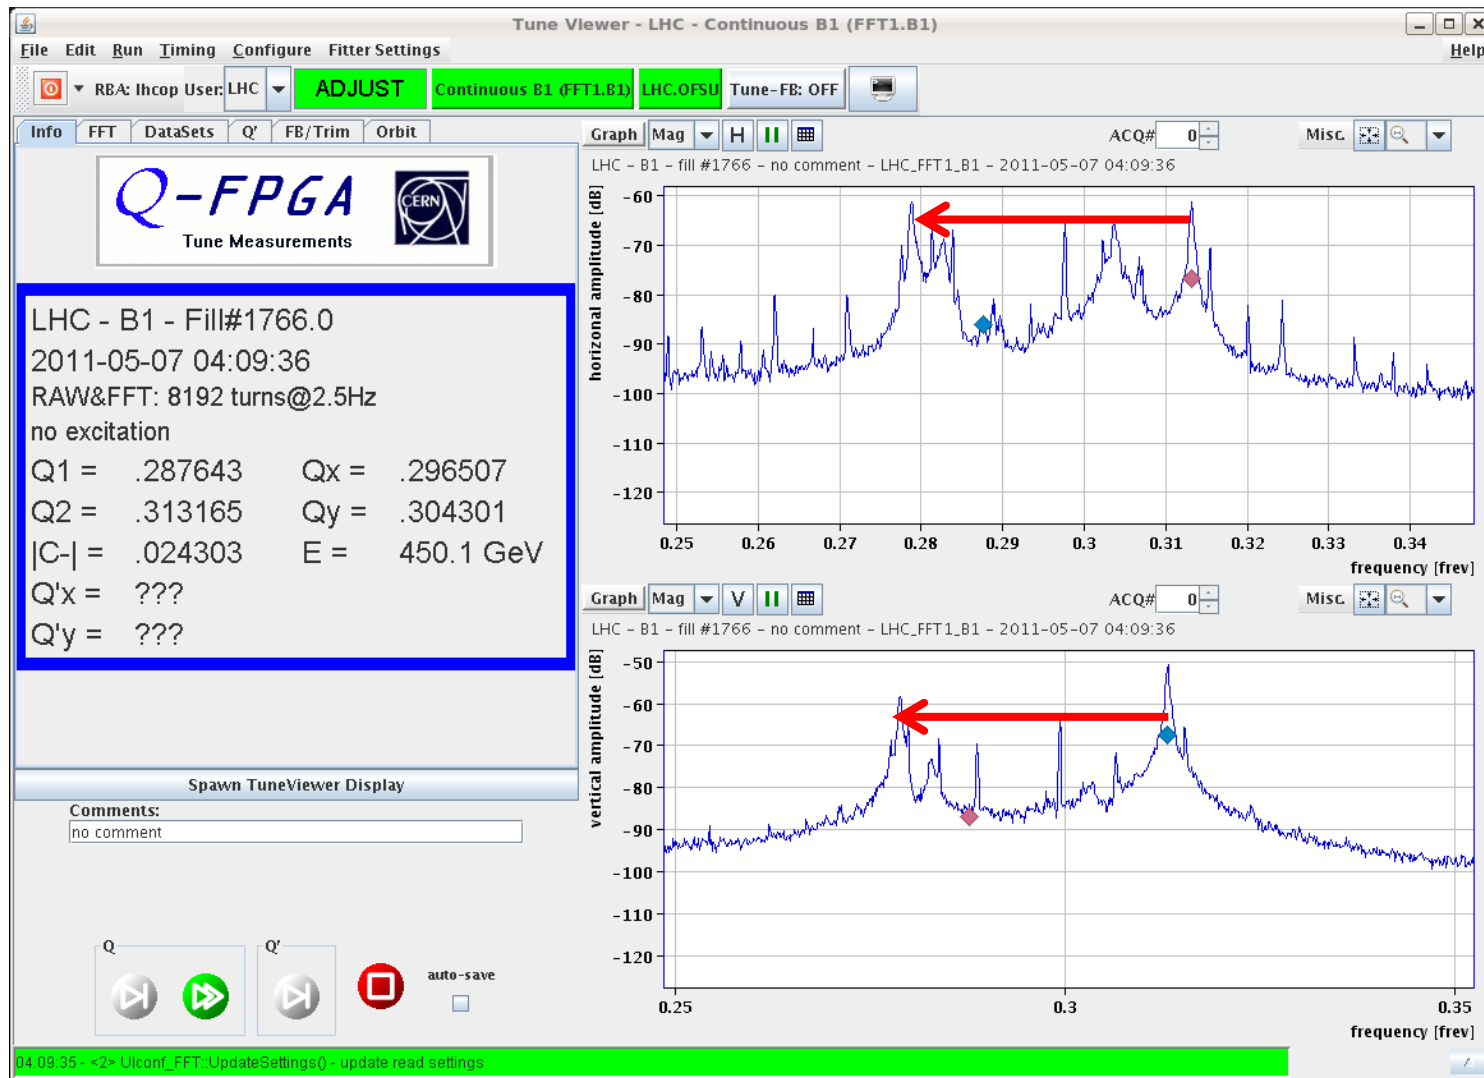 Tune Viewer - LHC - Continuous B1 (FFT1.B1)
File Edit Run Timing Configure Fitter Settings Help
RBA: lhcop User: LHC ADJUST Continuous B1 (FFT1.B1) LHC.OFSU Tune-FB: OFF
Info FFT DataSets Q' FB/Trim Orbit
Q-FPGA
Tune Measurements
CERN
LHC - B1 - Fill#1766.0
2011-05-07 04:09:36
RAW&FFT: 8192 turns@2.5Hz
no excitation
Q1 = .287643 Qx = .296507
Q2 = .313165 Qy = .304301
|C-| = .024303 E = 450.1 GeV
Q'x = ???
Q'y = ???
Spawn TuneViewer Display
Comments:
no comment
Q Q'
auto-save
Graph Mag H ACQ# 0 Misc.
LHC - B1 - fill #1766 - no comment - LHC_FFT1_B1 - 2011-05-07 04:09:36
horizonal amplitude [dB]
-60
-70
-80
-90
-100
-110
-120
0.25 0.26 0.27 0.28 0.29 0.3 0.31 0.32 0.33 0.34
frequency [frev]
Graph Mag V ACQ# 0 Misc.
LHC - B1 - fill #1766 - no comment - LHC_FFT1_B1 - 2011-05-07 04:09:36
vertical amplitude [dB]
-50
-60
-70
-80
-90
-100
-110
-120
0.25 0.3 0.35
frequency [frev]
04:09:35 - <2> UIconf_FFT::UpdateSettings() - update read settings